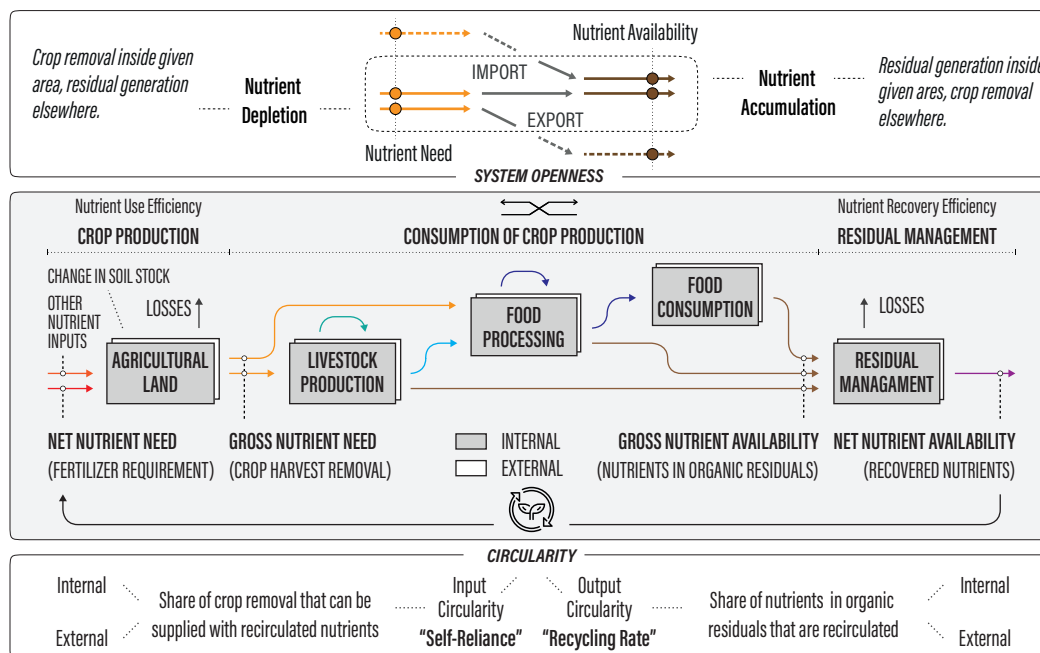 Crop removal inside given
area, residual generation
elsewhere.
Nutrient
Depletion
Nutrient Need
IMPORT
EXPORT
Nutrient Availability
Nutrient
Accumulation
Residual generation inside
given ares, crop removal
elsewhere.
SYSTEM OPENNESS
Nutrient Use Efficiency
CROP PRODUCTION
CONSUMPTION OF CROP PRODUCTION
Nutrient Recovery Efficiency
RESIDUAL MANAGEMENT
CHANGE IN SOIL STOCK
OTHER
NUTRIENT
INPUTS
LOSSES
AGRICULTURAL
LAND
LIVESTOCK
PRODUCTION
FOOD
PROCESSING
FOOD
CONSUMPTION
LOSSES
RESIDUAL
MANAGAMENT
NET NUTRIENT NEED
(FERTILIZER REQUIREMENT)
GROSS NUTRIENT NEED
(CROP HARVEST REMOVAL)
INTERNAL
EXTERNAL
GROSS NUTRIENT AVAILABILITY
(NUTRIENTS IN ORGANIC RESIDUALS)
NET NUTRIENT AVAILABILITY
(RECOVERED NUTRIENTS)
CIRCULARITY
Internal
External
Share of crop removal that can be
supplied with recirculated nutrients
Input
Circularity
"Self-Reliance"
Output
Circularity
"Recycling Rate"
Share of nutrients in organic
residuals that are recirculated
Internal
External